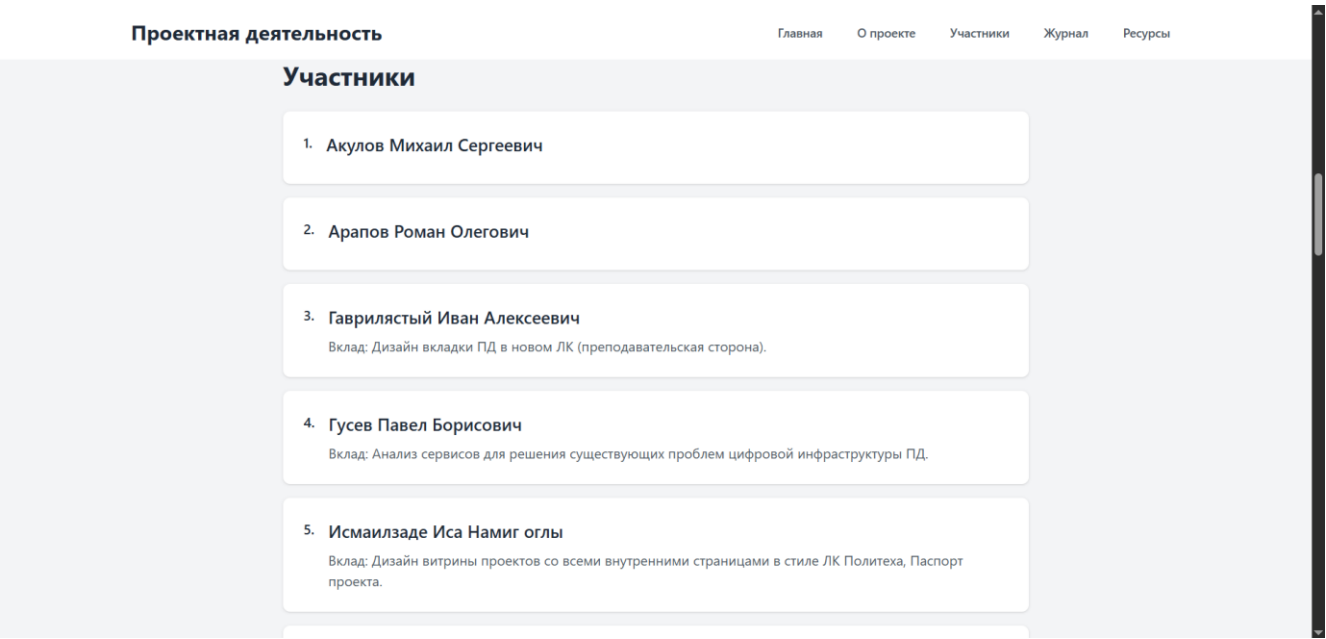 Проектная деятельность
Главная
О проекте
Участники
Журнал
Ресурсы
Участники
1. Акулов Михаил Сергеевич
2. Арапов Роман Олегович
3. Гаврилястый Иван Алексеевич
Вклад: Дизайн вкладки ПД в новом ЛК (преподавательская сторона).
4. Гусев Павел Борисович
Вклад: Анализ сервисов для решения существующих проблем цифровой инфраструктуры ПД.
5. Исмаилзаде Иса Намиг оглы
Вклад: Дизайн витрины проектов со всеми внутренними страницами в стиле ЛК Политеха, Паспорт
проекта.